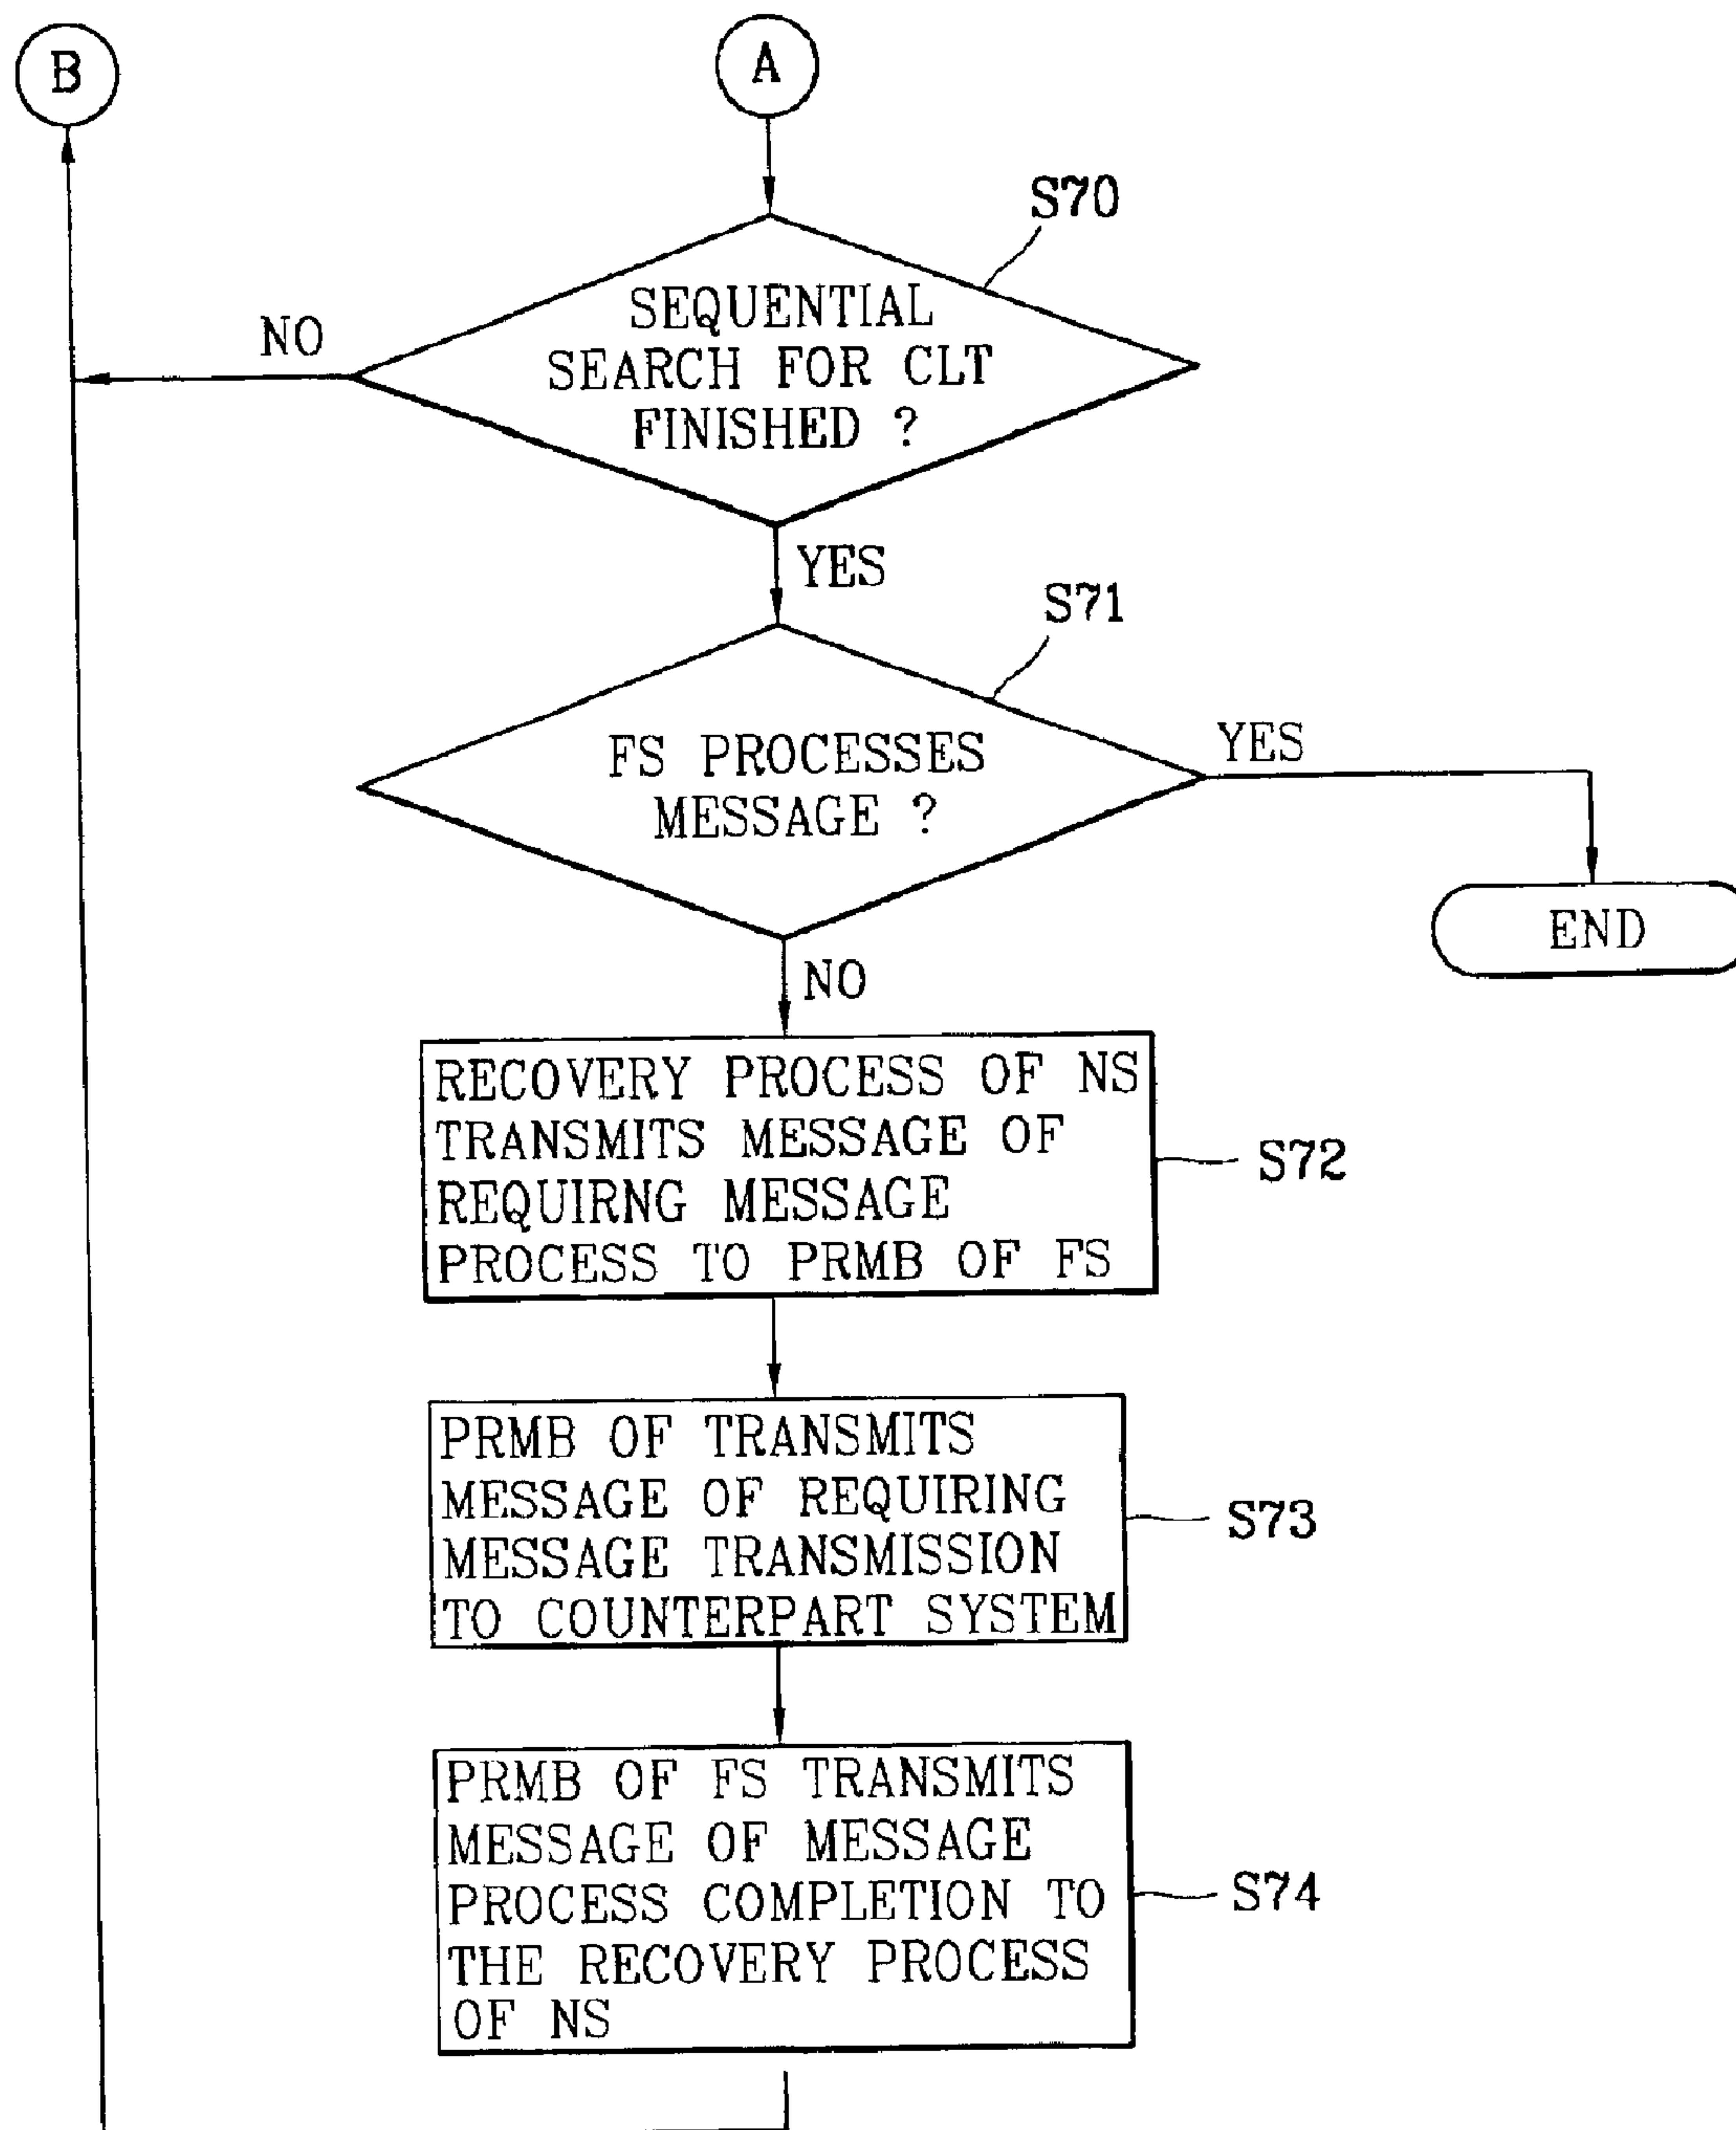 B
A
S70
SEQUENTIAL
SEARCH FOR CLT
FINISHED ?
NO
YES
S71
FS PROCESSES
MESSAGE ?
YES
END
NO
RECOVERY PROCESS OF NS
TRANSMITS MESSAGE OF
REQUIRNG MESSAGE
PROCESS TO PRMB OF FS
S72
PRMB OF TRANSMITS
MESSAGE OF REQUIRING
MESSAGE TRANSMISSION
TO COUNTERPART SYSTEM
S73
PRMB OF FS TRANSMITS
MESSAGE OF MESSAGE
PROCESS COMPLETION TO
THE RECOVERY PROCESS
OF NS
S74